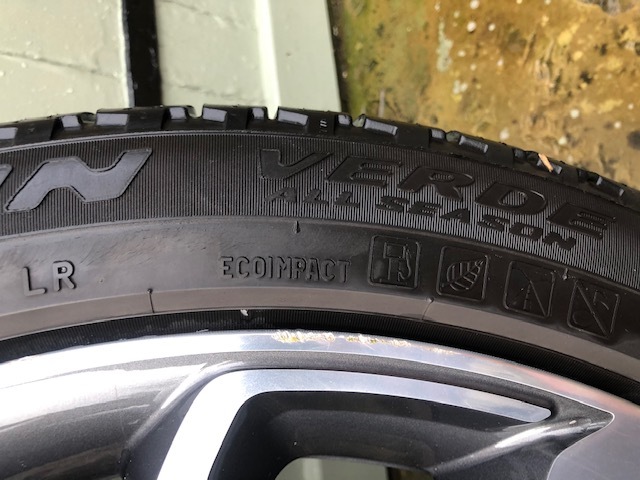 VERDE
ALL SEASON
LR
ECOIMPACT